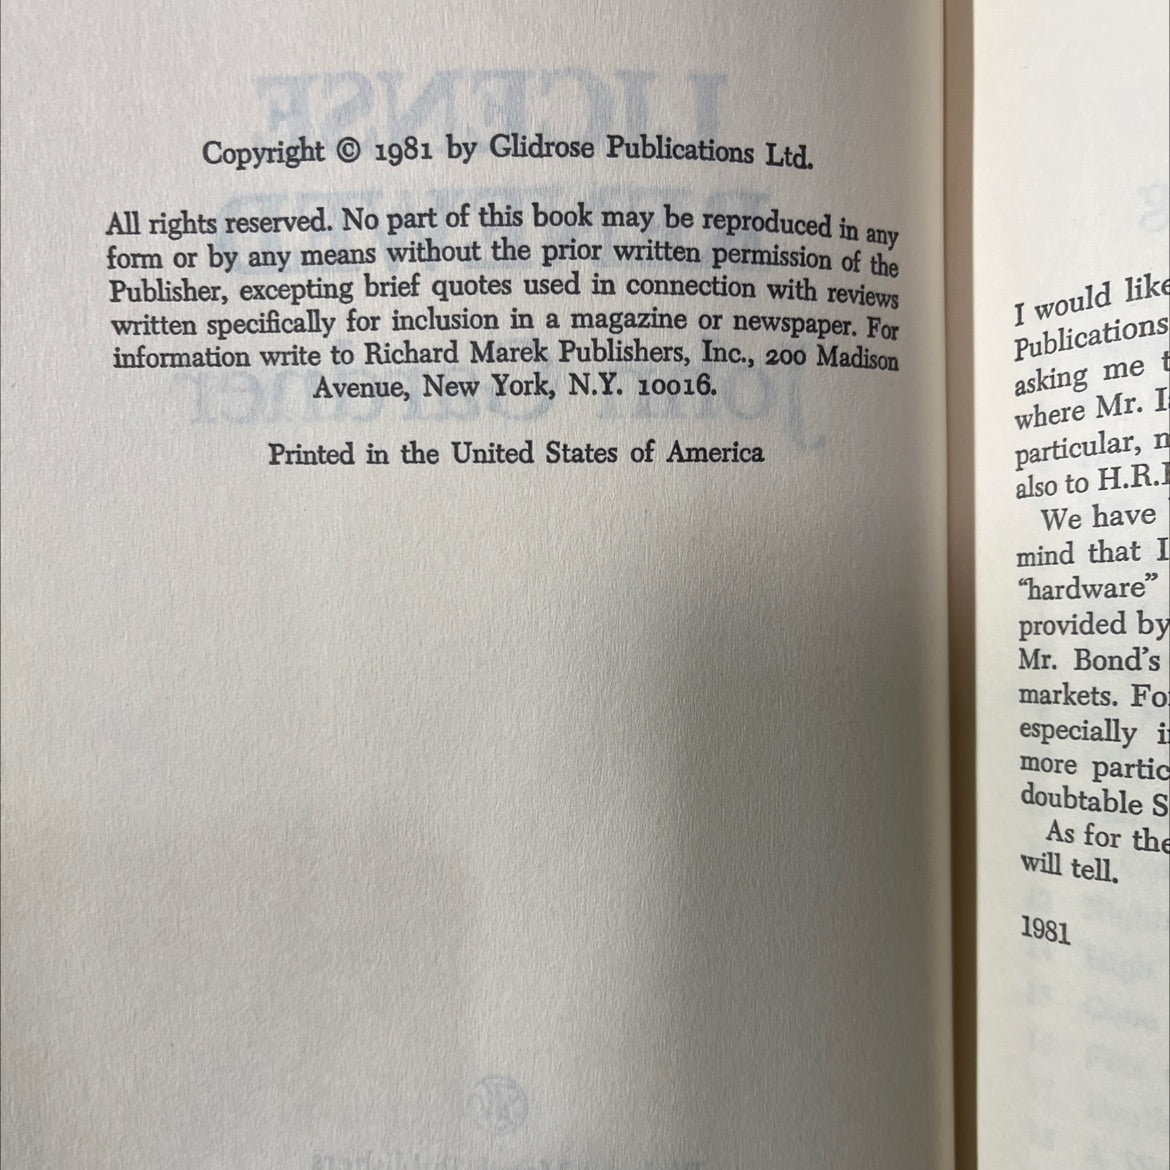 Copyright © 1981 by Glidrose Publications Ltd.
All rights reserved. No part of this book may be reproduced in any
form or by any means without the prior written permission of the
Publisher, excepting brief quotes used in connection with reviews
written specifically for inclusion in a magazine or newspaper. For
information write to Richard Marek Publishers, Inc., 200 Madison
Avenue, New York, N.Y. 10016.
Printed in the United States of America
I would like
Publications
asking me
where Mr.
particular,
also to
We have
mind that I
“hardware”
provided by
Mr. Bond’s
markets.
especially
more
doubtable
As for the
will tell.
1981
LICENSE
RENEWED
John Gardner